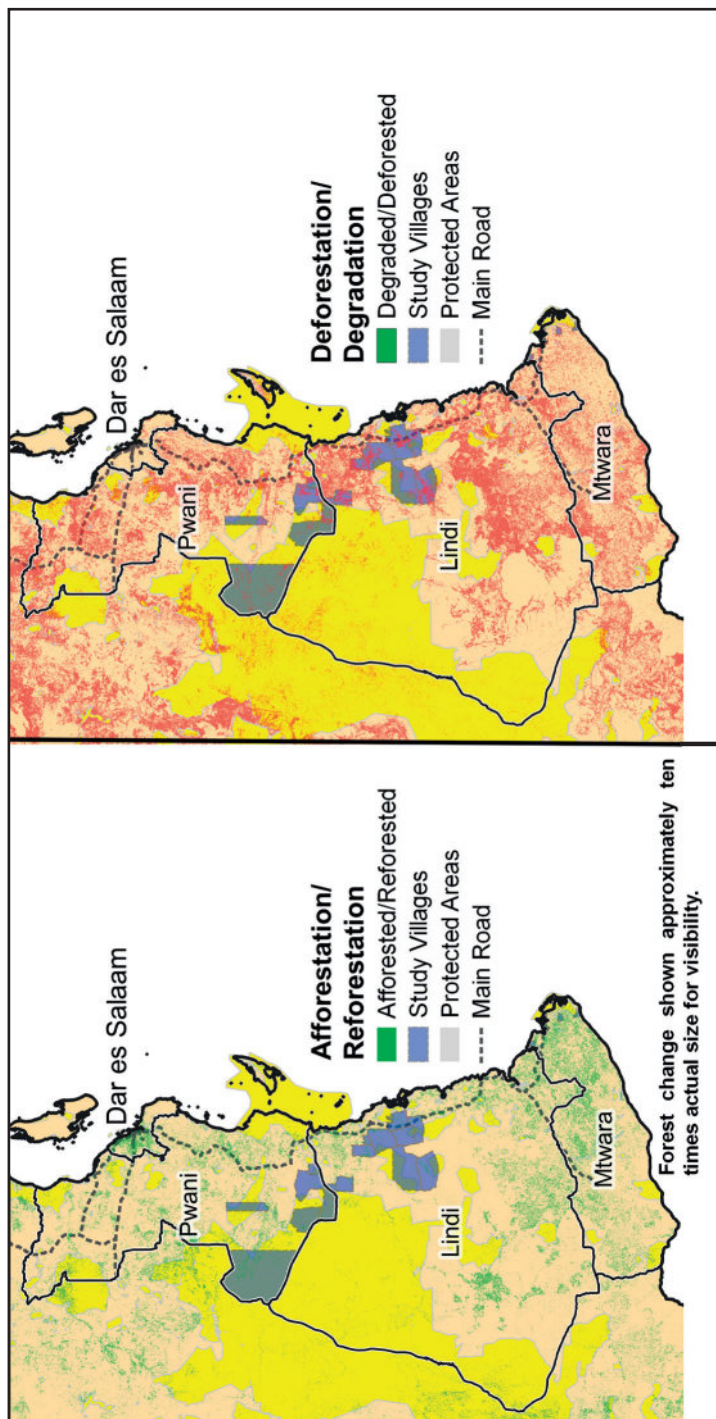 Dar es Salaam
Pwani
Lindi
Mtwara
Afforestation/
Reforestation
Afforested/Reforested
Study Villages
Protected Areas
Main Road
Forest change shown approximately ten
times actual size for visibility.
Dar es Salaam
Pwani
Lindi
Mtwara
Deforestation/
Degradation
Degraded/Deforested
Study Villages
Protected Areas
Main Road